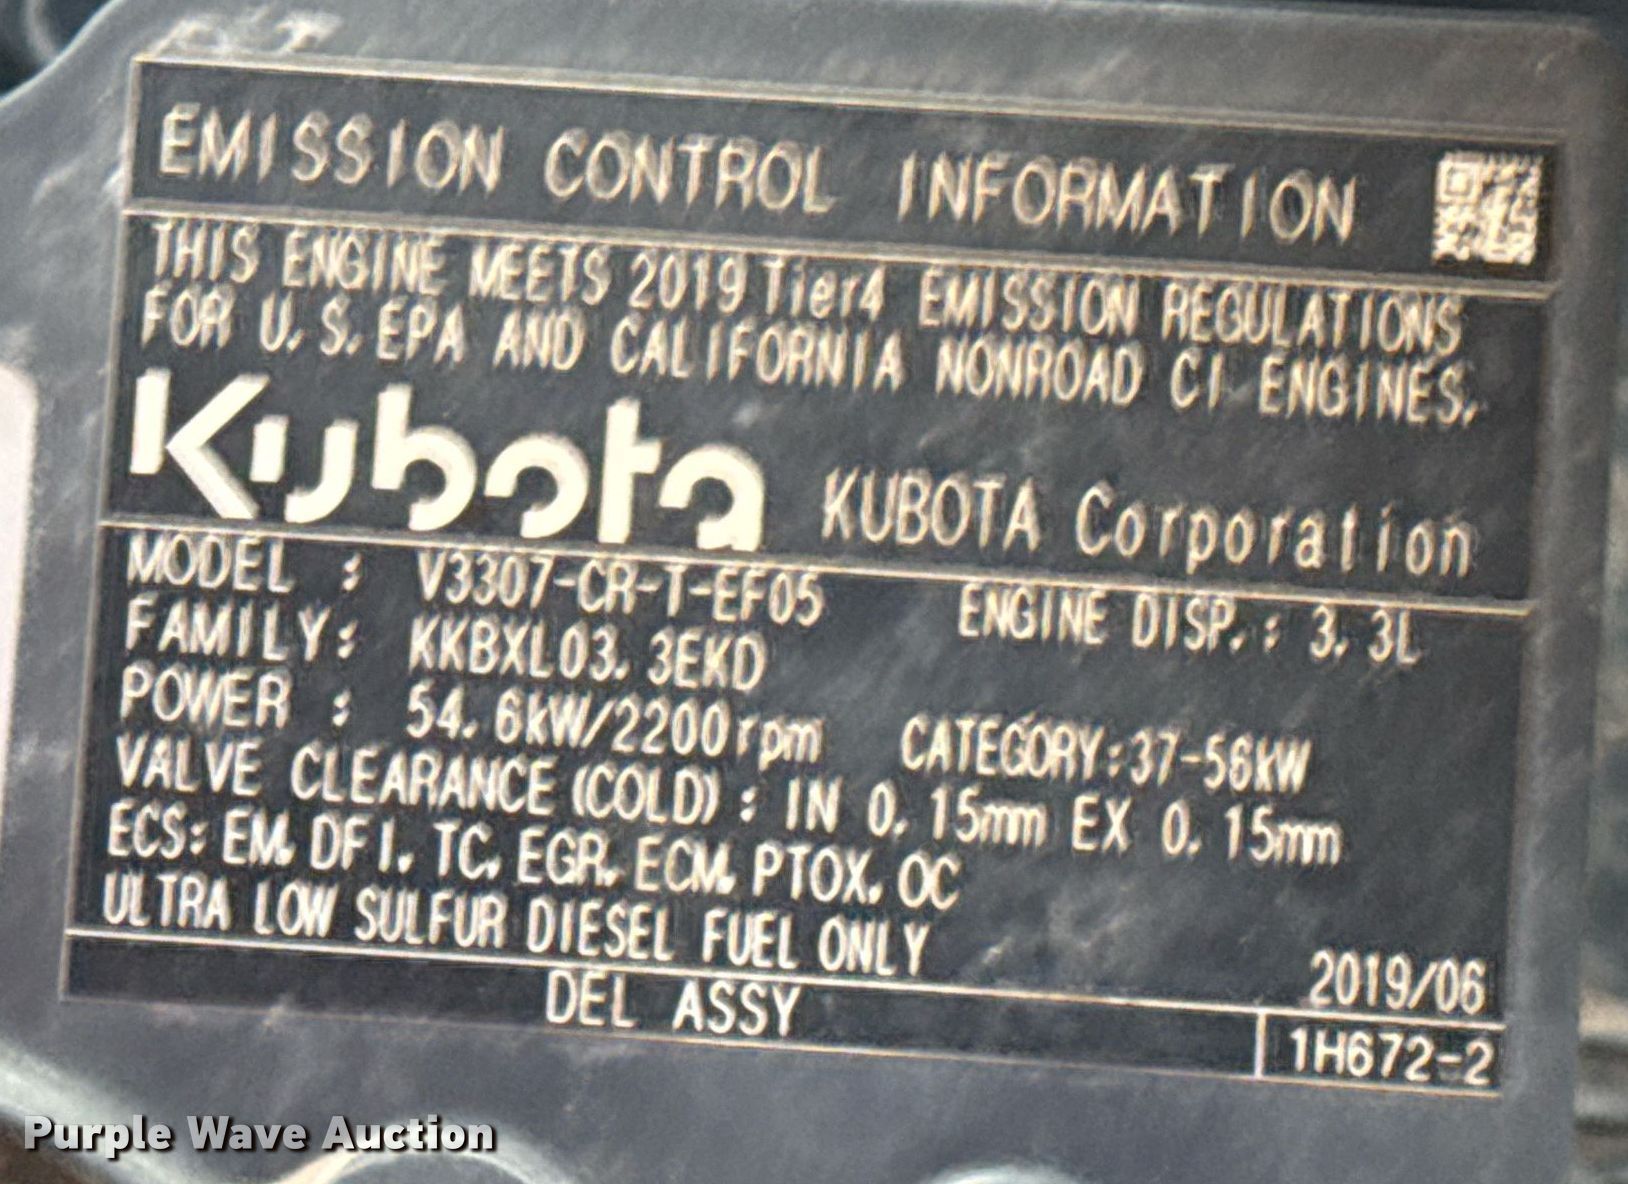 EMISSION CONTROL INFORMATION
THIS ENGINE MEETS 2019 Tier4 EMISSION REGULATIONS
FOR U.S.EPA AND CALIFORNIA NONROAD CI ENGINES.
Kubota KUBOTA Corporation
MODEL : V3307-CR-T-EF05 ENGINE DISP.: 3.3L
FAMILY: KKBXL03.3EKD
POWER : 54.6kW/2200rpm CATEGORY:37-56kW
VALVE CLEARANCE(COLD): IN 0.15mm EX 0.15mm
ECS: EM, DFI, TC, EGR, ECM, PTOX, OC
ULTRA LOW SULFUR DIESEL FUEL ONLY
2019/06
DEL ASSY 1H672-2
Purple Wave Auction